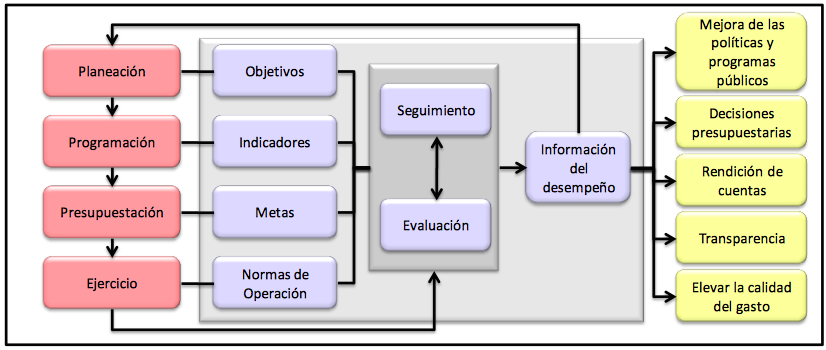 Planeación
Programación
Presupuestación
Ejercicio
Objetivos
Indicadores
Metas
Normas de
Operación
Seguimiento
Evaluación
Información
del
desempeño
Mejora de las
políticas y
programas
públicos
Decisiones
presupuestarias
Rendición de
cuentas
Transparencia
Elevar la calidad
del gasto